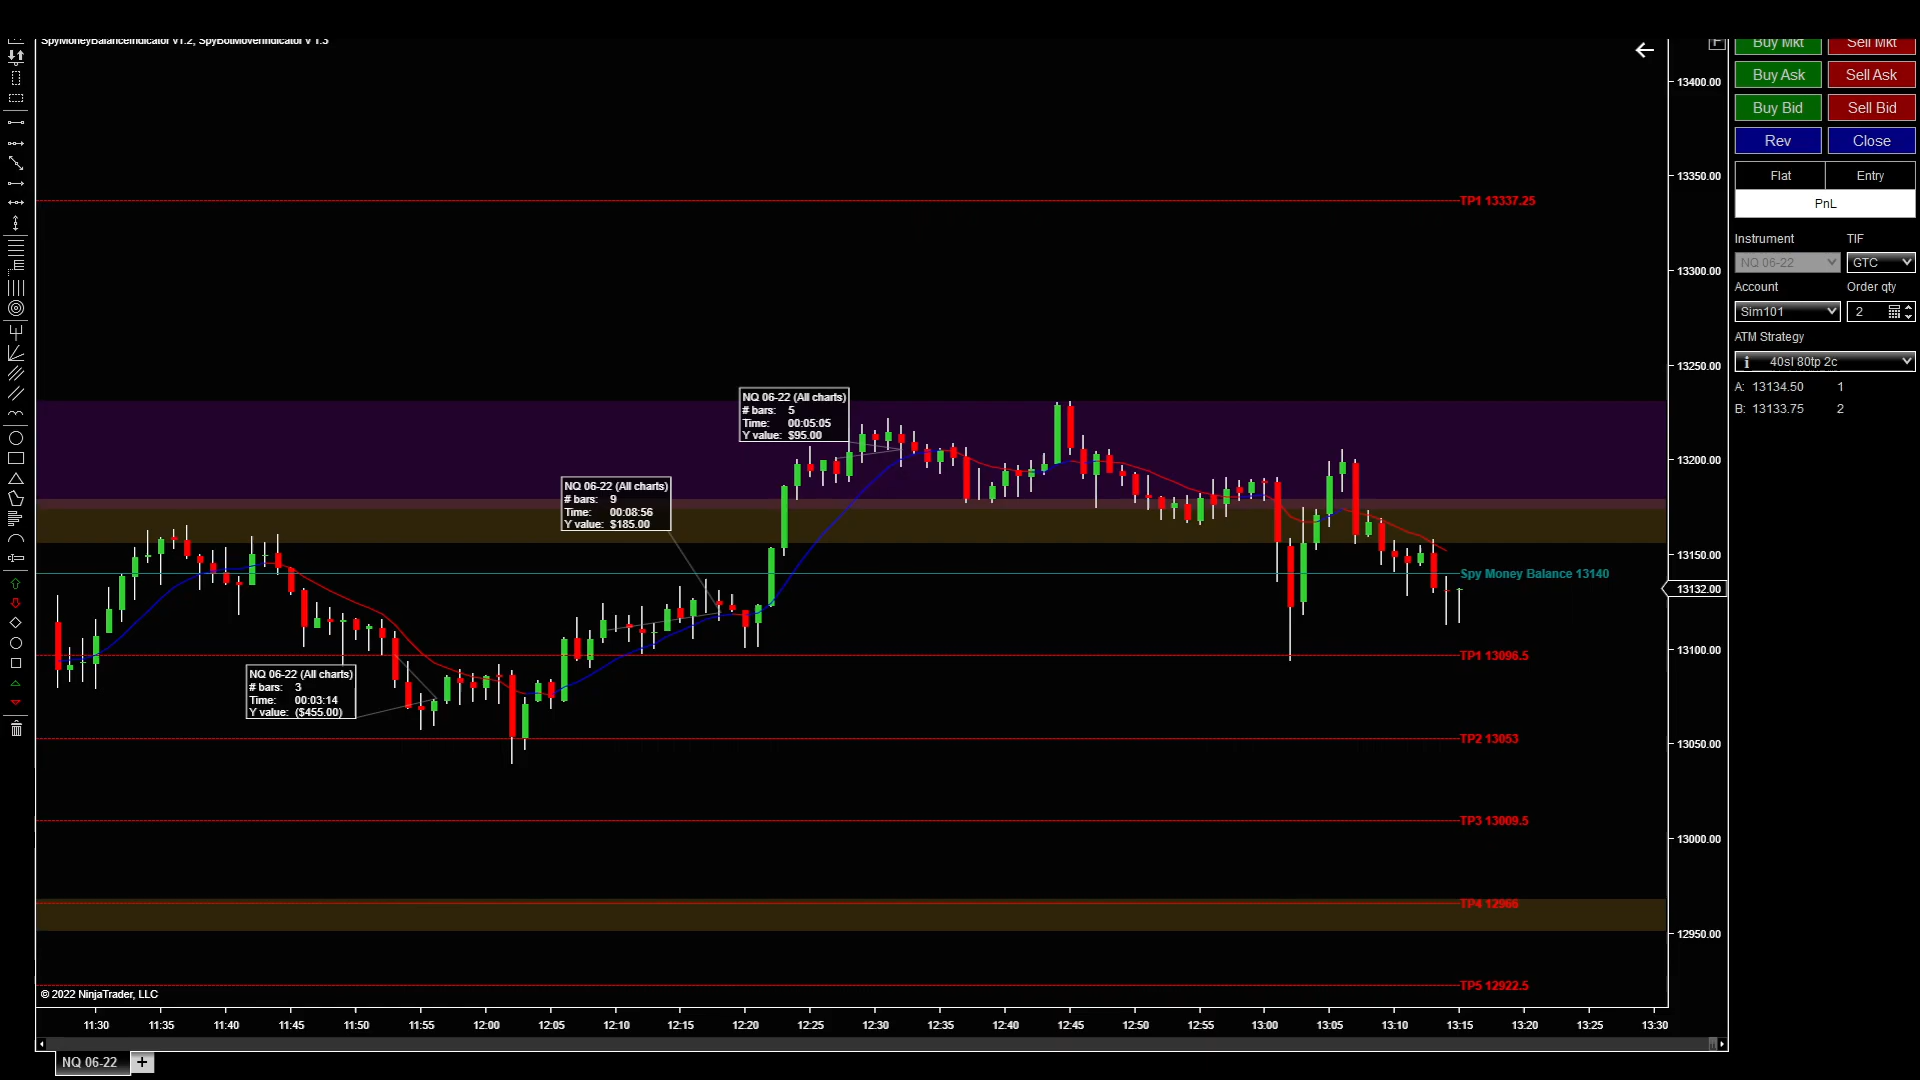 SpyMoneyBalanceIndicator v1.2, SpyBotMoverIndicator v 1.3
F
Buy Mkt
Sell Mkt
Buy Ask
Sell Ask
Buy Bid
Sell Bid
Rev
Close
Flat
Entry
PnL
Instrument
TIF
NQ 06-22
GTC
Account
Order qty
Sim101
2
ATM Strategy
i 40sl 80tp 2c
A: 13134.50 1
B: 13133.75 2
13400.00
13350.00
13300.00
13250.00
13200.00
13150.00
13132.00
13100.00
13050.00
13000.00
12950.00
TP1 13337.25
Spy Money Balance 13140
TP1 13096.5
TP2 13053
TP3 13009.5
TP4 12966
TP5 12922.5
NQ 06-22 (All charts)
# bars: 5
Time: 00:05:05
Y value: $95.00
NQ 06-22 (All charts)
# bars: 9
Time: 00:08:56
Y value: $185.00
NQ 06-22 (All charts)
# bars: 3
Time: 00:03:14
Y value: ($455.00)
© 2022 NinjaTrader, LLC
11:30 11:35 11:40 11:45 11:50 11:55 12:00 12:05 12:10 12:15 12:20 12:25 12:30 12:35 12:40 12:45 12:50 12:55 13:00 13:05 13:10 13:15 13:20 13:25 13:30
NQ 06-22 +